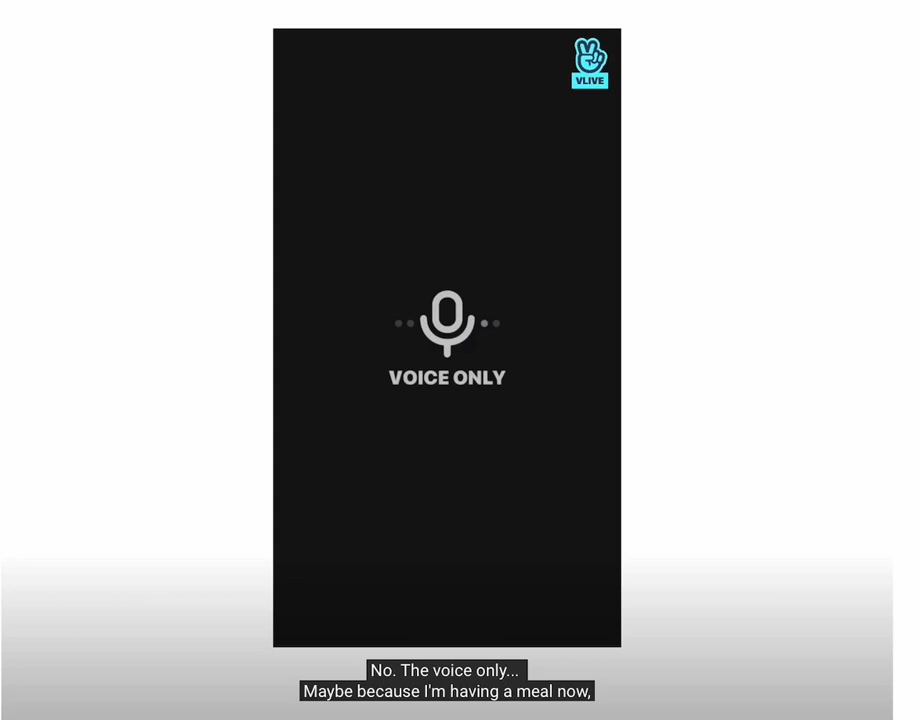 VLIVE
VOICE ONLY
No. The voice only...
Maybe because I'm having a meal now,